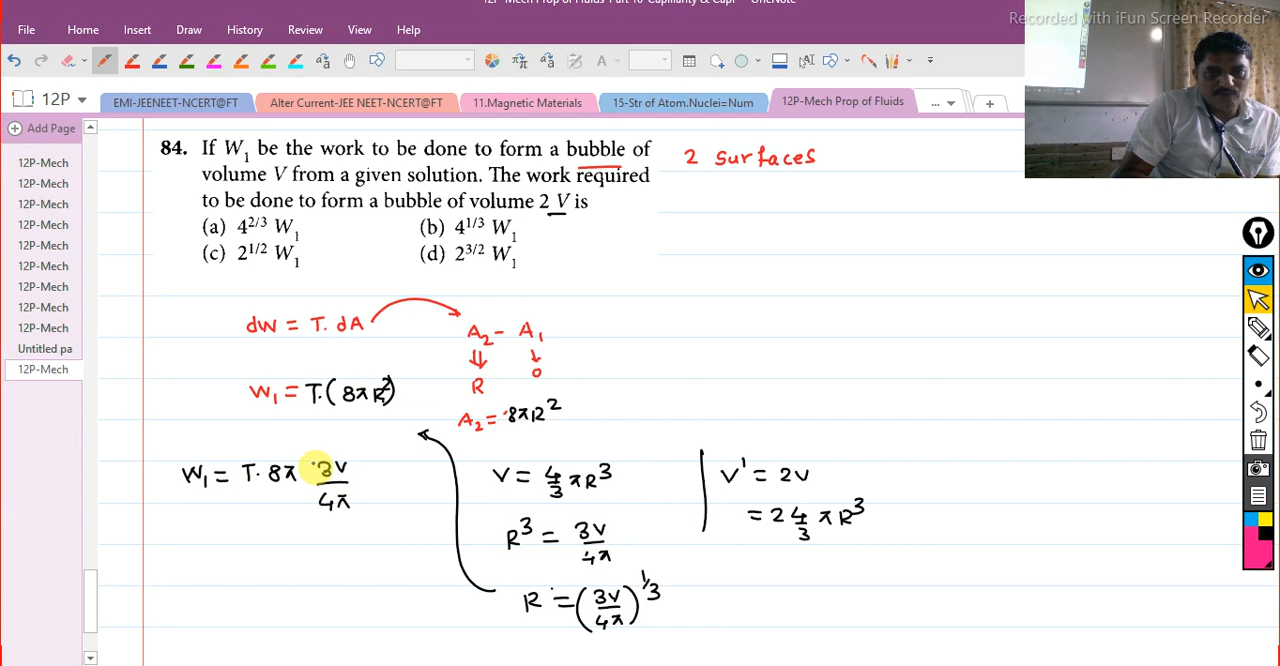 Recorded with iFun Screen Recorder
File Home Insert Draw History Review View Help
12P
EMI-JEENEET-NCERT@FT
Alter Current-JEE NEET-NCERT@FT
11.Magnetic Materials
15-Str of Atom.Nuclei=Num
12P-Mech Prop of Fluids
...
Add Page
12P-Mech
12P-Mech
12P-Mech
12P-Mech
12P-Mech
12P-Mech
12P-Mech
12P-Mech
Untitled pa
12P-Mech
84. If W₁ be the work to be done to form a bubble of
volume V from a given solution. The work required
to be done to form a bubble of volume 2 V is
(a) 4^{2/3} W₁ (b) 4^{1/3} W₁
(c) 2^{1/2} W₁ (d) 2^{3/2} W₁
2 surfaces
dW = T. dA
A₂ - A₁
R 0
W₁ = T.(8πR²)
A₂ = 8πR²
W₁ = T. 8π 3V/4π
V = 4/3 πR³
R³ = 3V/4π
R = (3V/4π)^{1/3}
V' = 2V
= 2 4/3 πR³